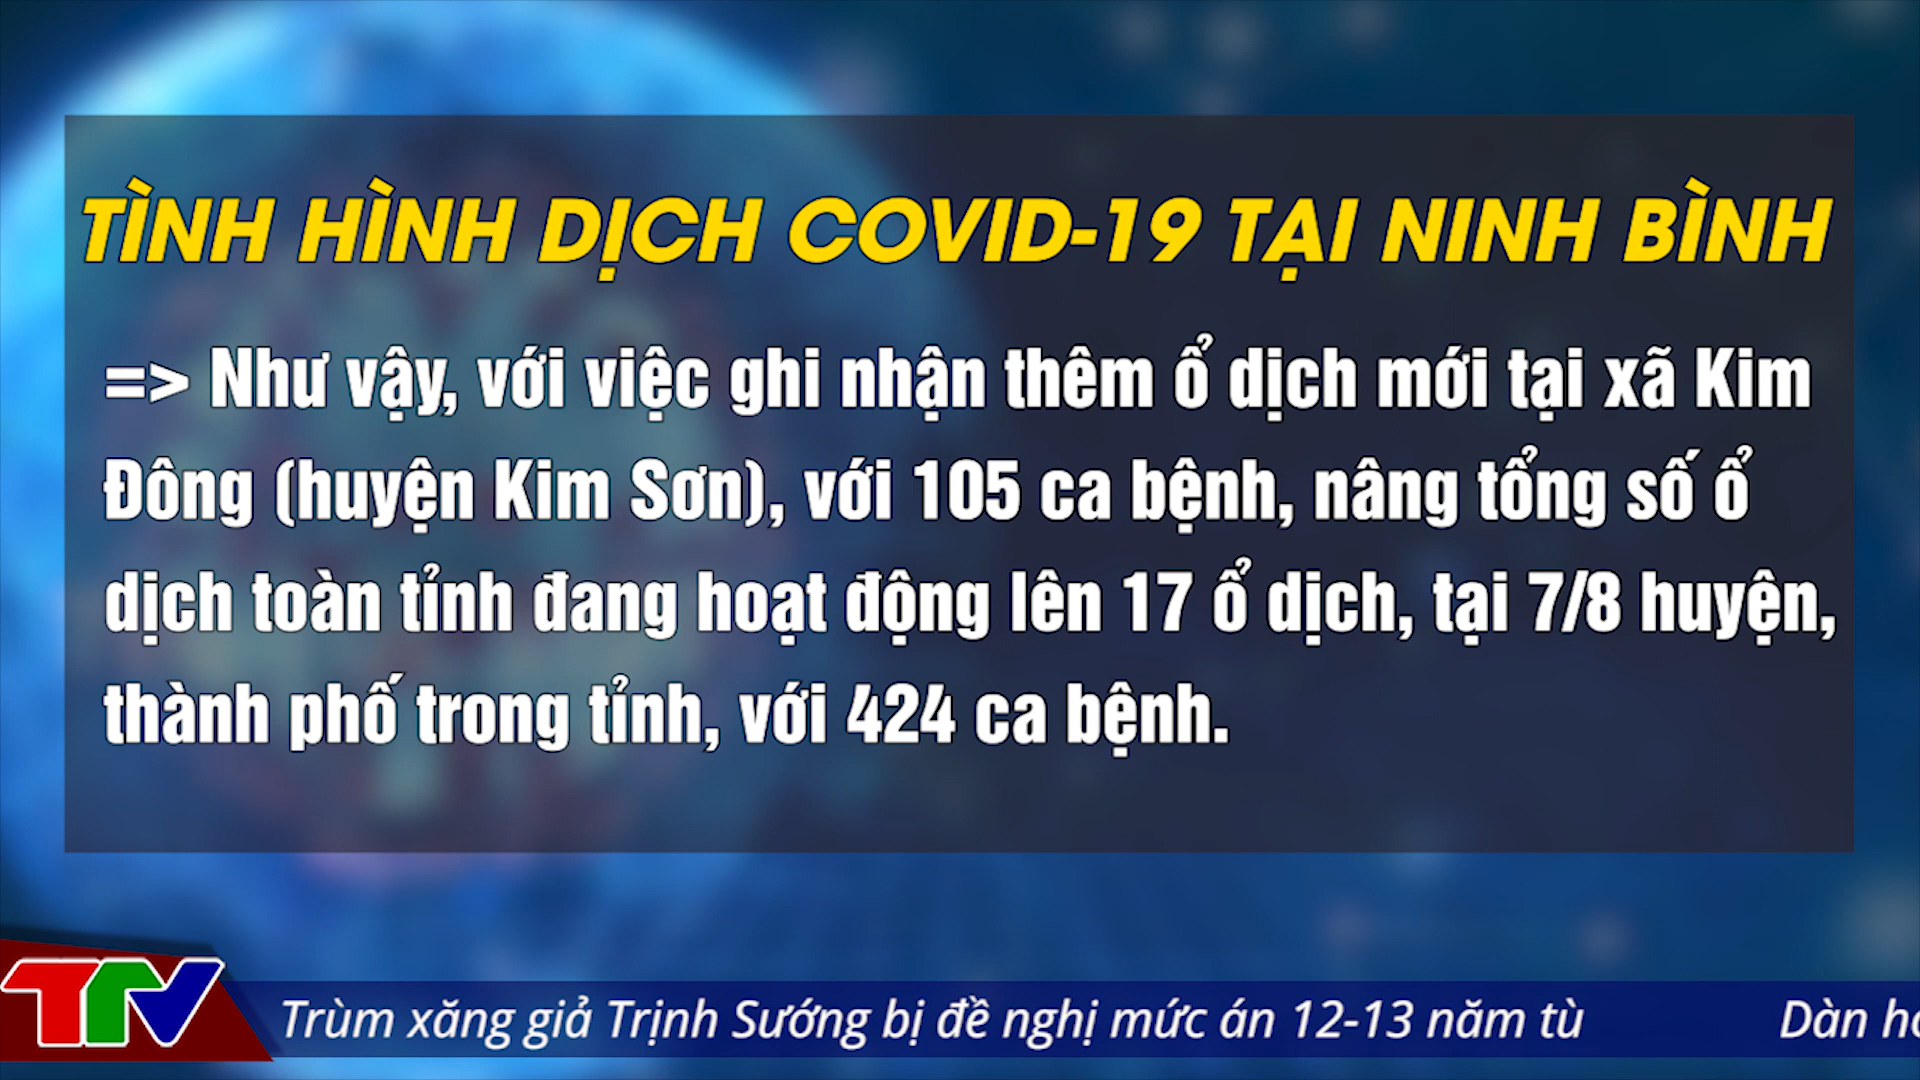 TÌNH HÌNH DỊCH COVID-19 TẠI NINH BÌNH
=> Như vậy, với việc ghi nhận thêm ổ dịch mới tại xã Kim
Đông (huyện Kim Sơn), với 105 ca bệnh, nâng tổng số ổ
dịch toàn tỉnh đang hoạt động lên 17 ổ dịch, tại 7/8 huyện,
thành phố trong tỉnh, với 424 ca bệnh.
TTV Trùm xăng giả Trịnh Sướng bị đề nghị mức án 12-13 năm tù Dàn